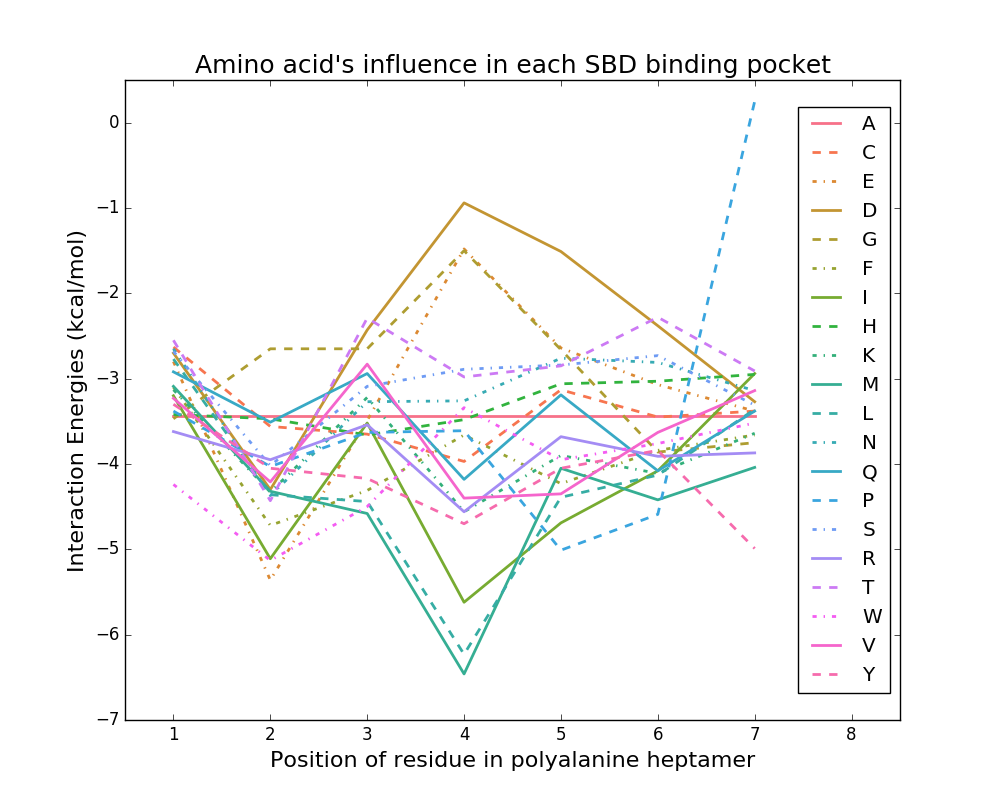 Amino acid's influence in each SBD binding pocket
Interaction Energies (kcal/mol)
0
−1
−2
−3
−4
−5
−6
−7
1 2 3 4 5 6 7 8
Position of residue in polyalanine heptamer
A
C
E
D
G
F
I
H
K
M
L
N
Q
P
S
R
T
W
V
Y